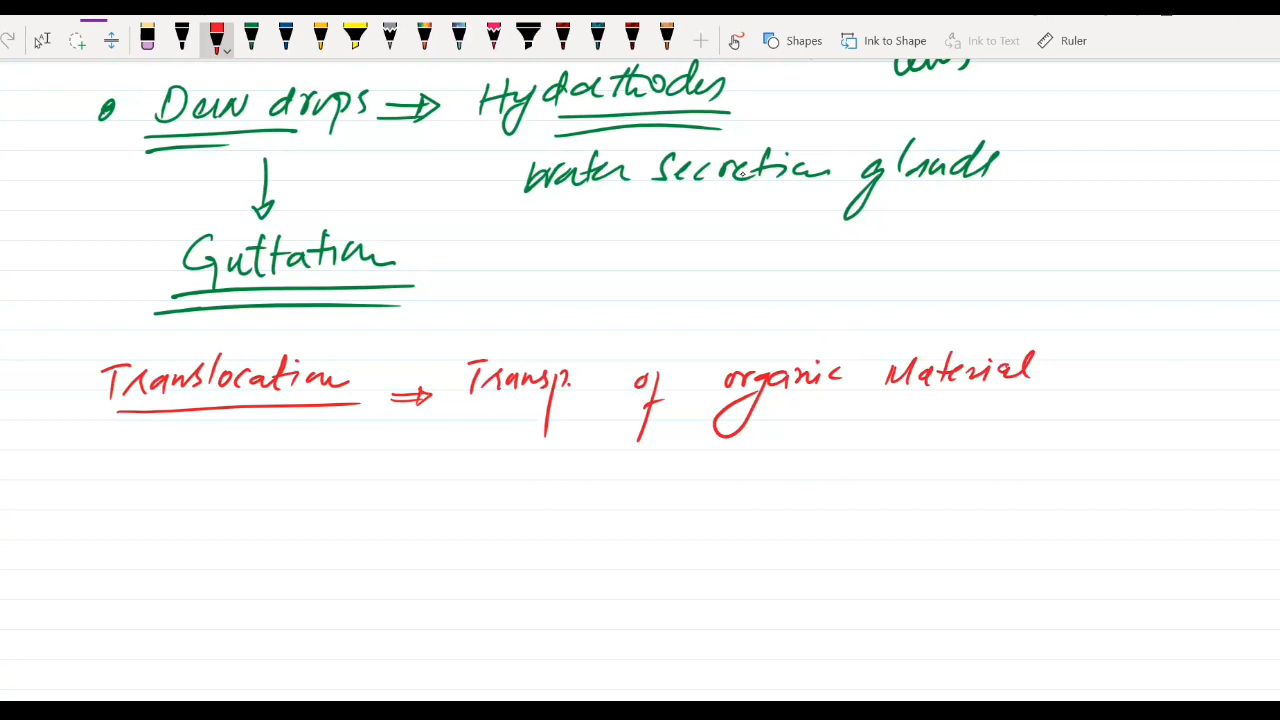 Shapes
Ink to Shape
Ink to Text
Ruler
• Dew drops ⇒ Hydathodes
water secretion glands
↓
Guttation
Translocation ⇒ Transp. of organic Material